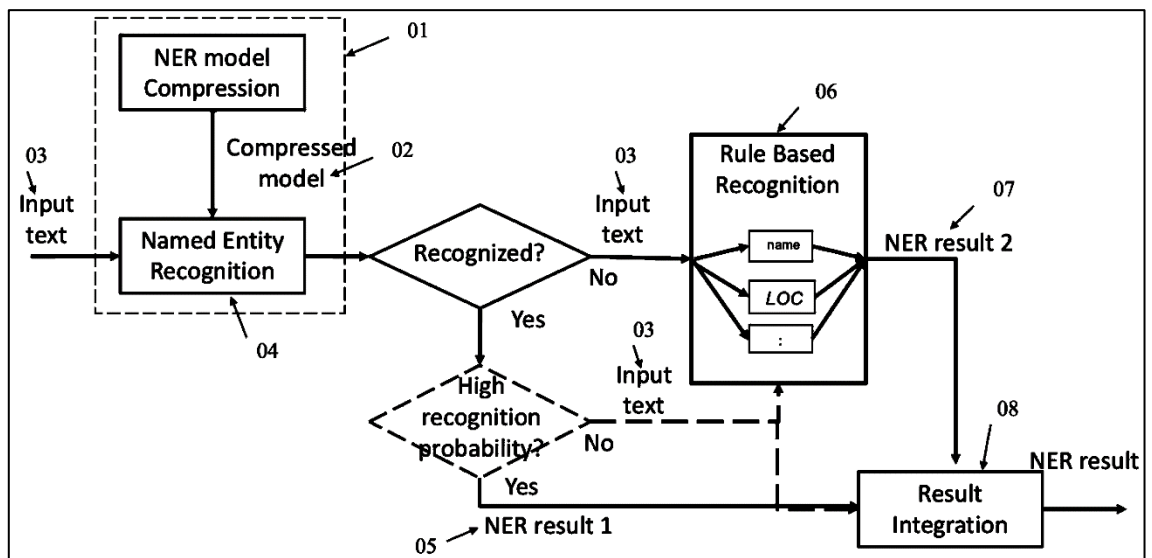 01
NER model
Compression
Compressed
model
02
03
Input
text
Named Entity
Recognition
04
Recognized?
No
Yes
03
Input
text
06
Rule Based
Recognition
name
LOC
:
07
NER result 2
High
recognition
probability?
No
Yes
03
Input
text
05
NER result 1
08
Result
Integration
NER result